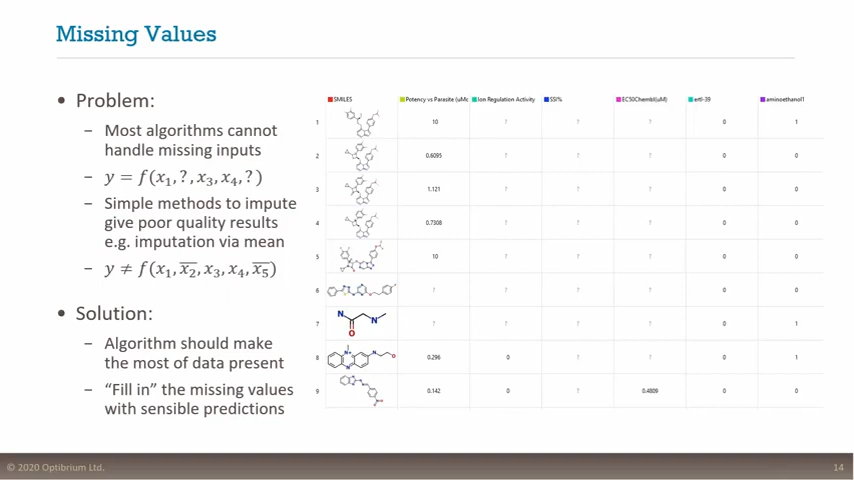 Missing Values
• Problem:
– Most algorithms cannot
handle missing inputs
– y = f(x₁, ?, x₃, x₄, ?)
– Simple methods to impute
give poor quality results
e.g. imputation via mean
– y ≠ f(x₁, x̅₂, x₃, x₄, x̅₅)
• Solution:
– Algorithm should make
the most of data present
– “Fill in” the missing values
with sensible predictions
SMILES Potency vs Parasite (uMc Ion Regulation Activity SSI% EC50Chembl(uM) ertl-39 aminoethanol1
1 10 ? ? ? 0 1
2 0.6095 ? ? ? 0 0
3 1.121 ? ? ? 0 0
4 0.7308 ? ? ? 0 0
5 10 ? ? ? 0 0
6 ? ? ? ? 0 0
7 N O N ? ? ? ? 0 1
8 0.296 0 ? ? 0 1
9 0.142 0 ? 0.4809 0 0
© 2020 Optibrium Ltd.
14